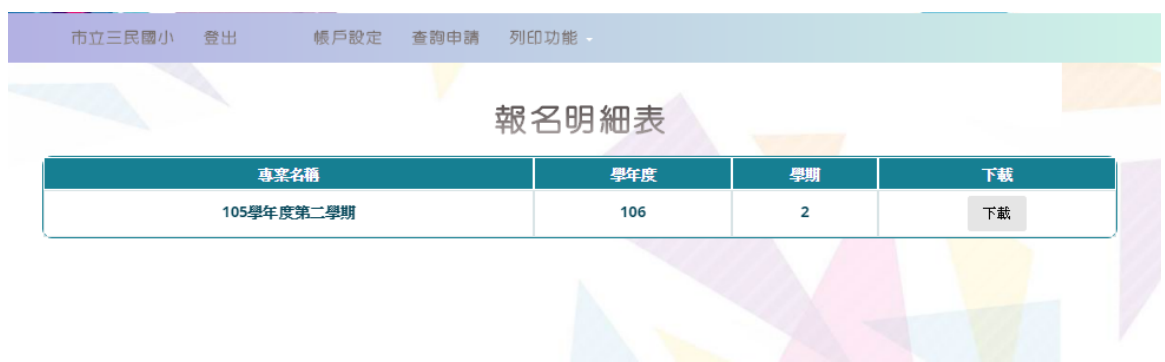 市立三民國小 登出 帳戶設定 查詢申請 列印功能
報名明細表
專案名稱 學年度 學期 下載
105學年度第二學期 106 2 下載